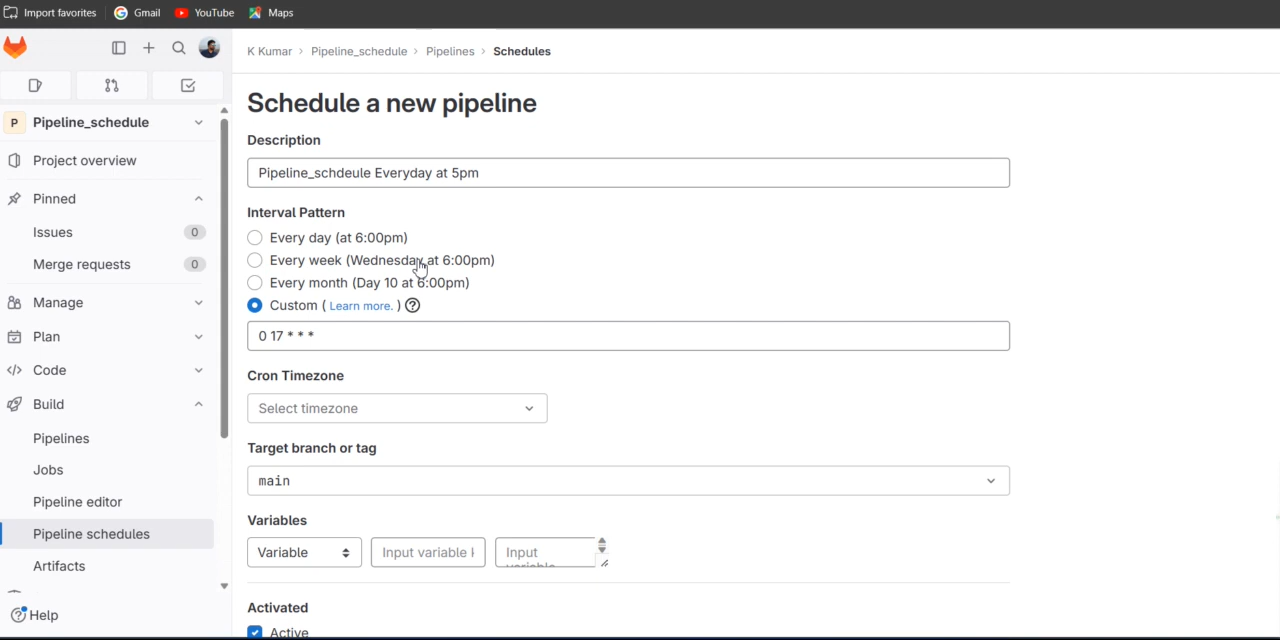 Import favorites Gmail YouTube Maps
K Kumar › Pipeline_schedule › Pipelines › Schedules
P Pipeline_schedule
Project overview
Pinned
Issues 0
Merge requests 0
Manage
Plan
Code
Build
Pipelines
Jobs
Pipeline editor
Pipeline schedules
Artifacts
Help
Schedule a new pipeline
Description
Pipeline_schdeule Everyday at 5pm
Interval Pattern
Every day (at 6:00pm)
Every week (Wednesday at 6:00pm)
Every month (Day 10 at 6:00pm)
Custom ( Learn more. )
0 17 * * *
Cron Timezone
Select timezone
Target branch or tag
main
Variables
Variable Input variable Input
Activated
Active